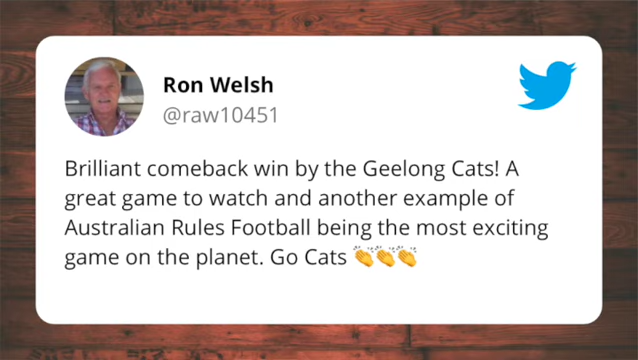 Ron Welsh
@raw10451
Brilliant comeback win by the Geelong Cats! A
great game to watch and another example of
Australian Rules Football being the most exciting
game on the planet. Go Cats 👏👏👏